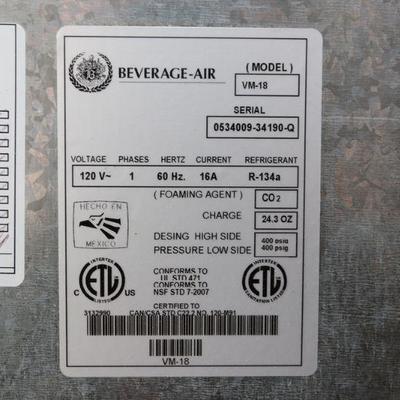 BEVERAGE-AIR
( MODEL )
VM-18
SERIAL
0534009-34190-Q
VOLTAGE PHASES HERTZ CURRENT REFRIGERANT
120 V~ 1 60 Hz. 16A R-134a
( FOAMING AGENT ) CO2
CHARGE 24.3 OZ
HECHO EN
MEXICO
DESING HIGH SIDE 400 psig
PRESSURE LOW SIDE 400 psig
ETL
C US
CONFORMS TO
UL STD 471
CONFORMS TO
NSF STD 7-2007
ETL
CERTIFIED TO
3132990 CAN/CSA STD C22.2 NO. 120-M91
VM-18